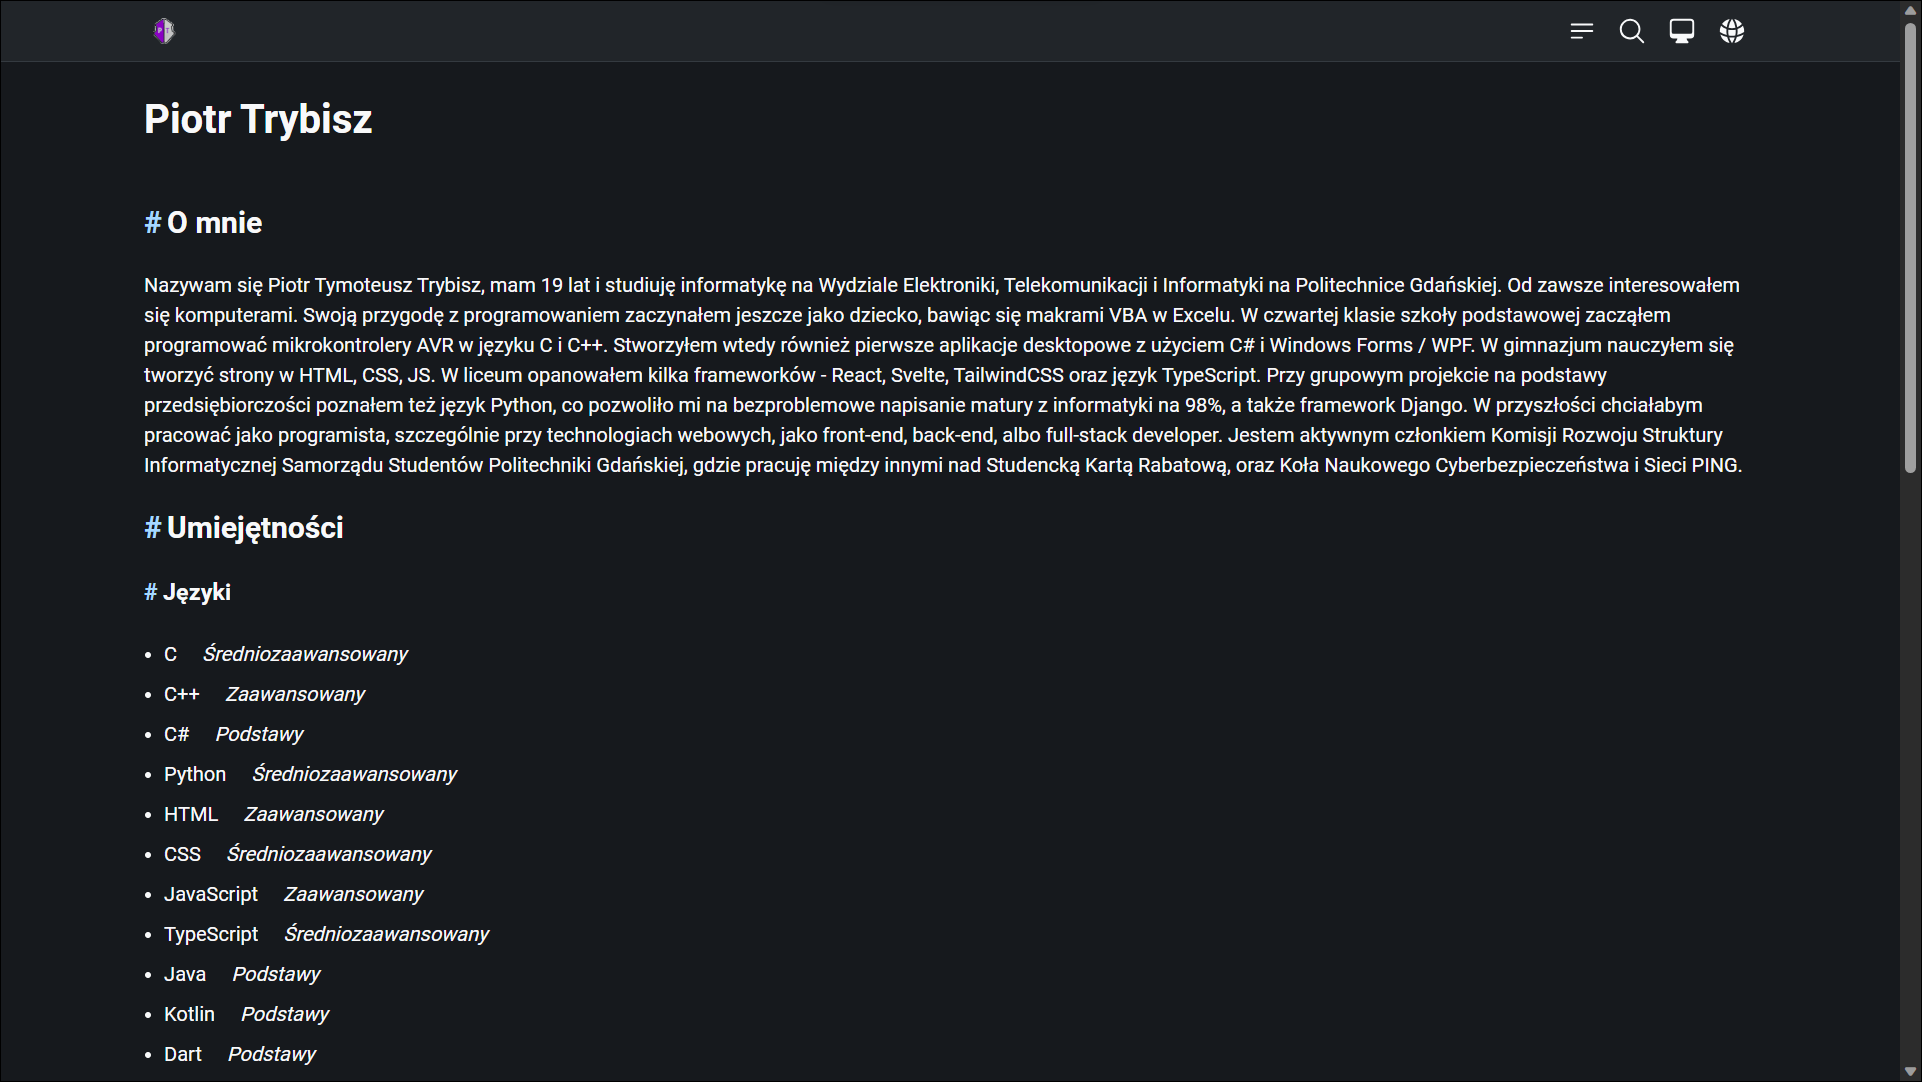 Piotr Trybisz
# O mnie
Nazywam się Piotr Tymoteusz Trybisz, mam 19 lat i studiuję informatykę na Wydziale Elektroniki, Telekomunikacji i Informatyki na Politechnice Gdańskiej. Od zawsze interesowałem
się komputerami. Swoją przygodę z programowaniem zaczynałem jeszcze jako dziecko, bawiąc się makrami VBA w Excelu. W czwartej klasie szkoły podstawowej zacząłem
programować mikrokontrolery AVR w języku C i C++. Stworzyłem wtedy również pierwsze aplikacje desktopowe z użyciem C# i Windows Forms / WPF. W gimnazjum nauczyłem się
tworzyć strony w HTML, CSS, JS. W liceum opanowałem kilka frameworków - React, Svelte, TailwindCSS oraz język TypeScript. Przy grupowym projekcie na podstawy
przedsiębiorczości poznałem też język Python, co pozwoliło mi na bezproblemowe napisanie matury z informatyki na 98%, a także framework Django. W przyszłości chciałabym
pracować jako programista, szczególnie przy technologiach webowych, jako front-end, back-end, albo full-stack developer. Jestem aktywnym członkiem Komisji Rozwoju Struktury
Informatycznej Samorządu Studentów Politechniki Gdańskiej, gdzie pracuję między innymi nad Studencką Kartą Rabatową, oraz Koła Naukowego Cyberbezpieczeństwa i Sieci PING.
# Umiejętności
# Języki
• C Średniozaawansowany
• C++ Zaawansowany
• C# Podstawy
• Python Średniozaawansowany
• HTML Zaawansowany
• CSS Średniozaawansowany
• JavaScript Zaawansowany
• TypeScript Średniozaawansowany
• Java Podstawy
• Kotlin Podstawy
• Dart Podstawy